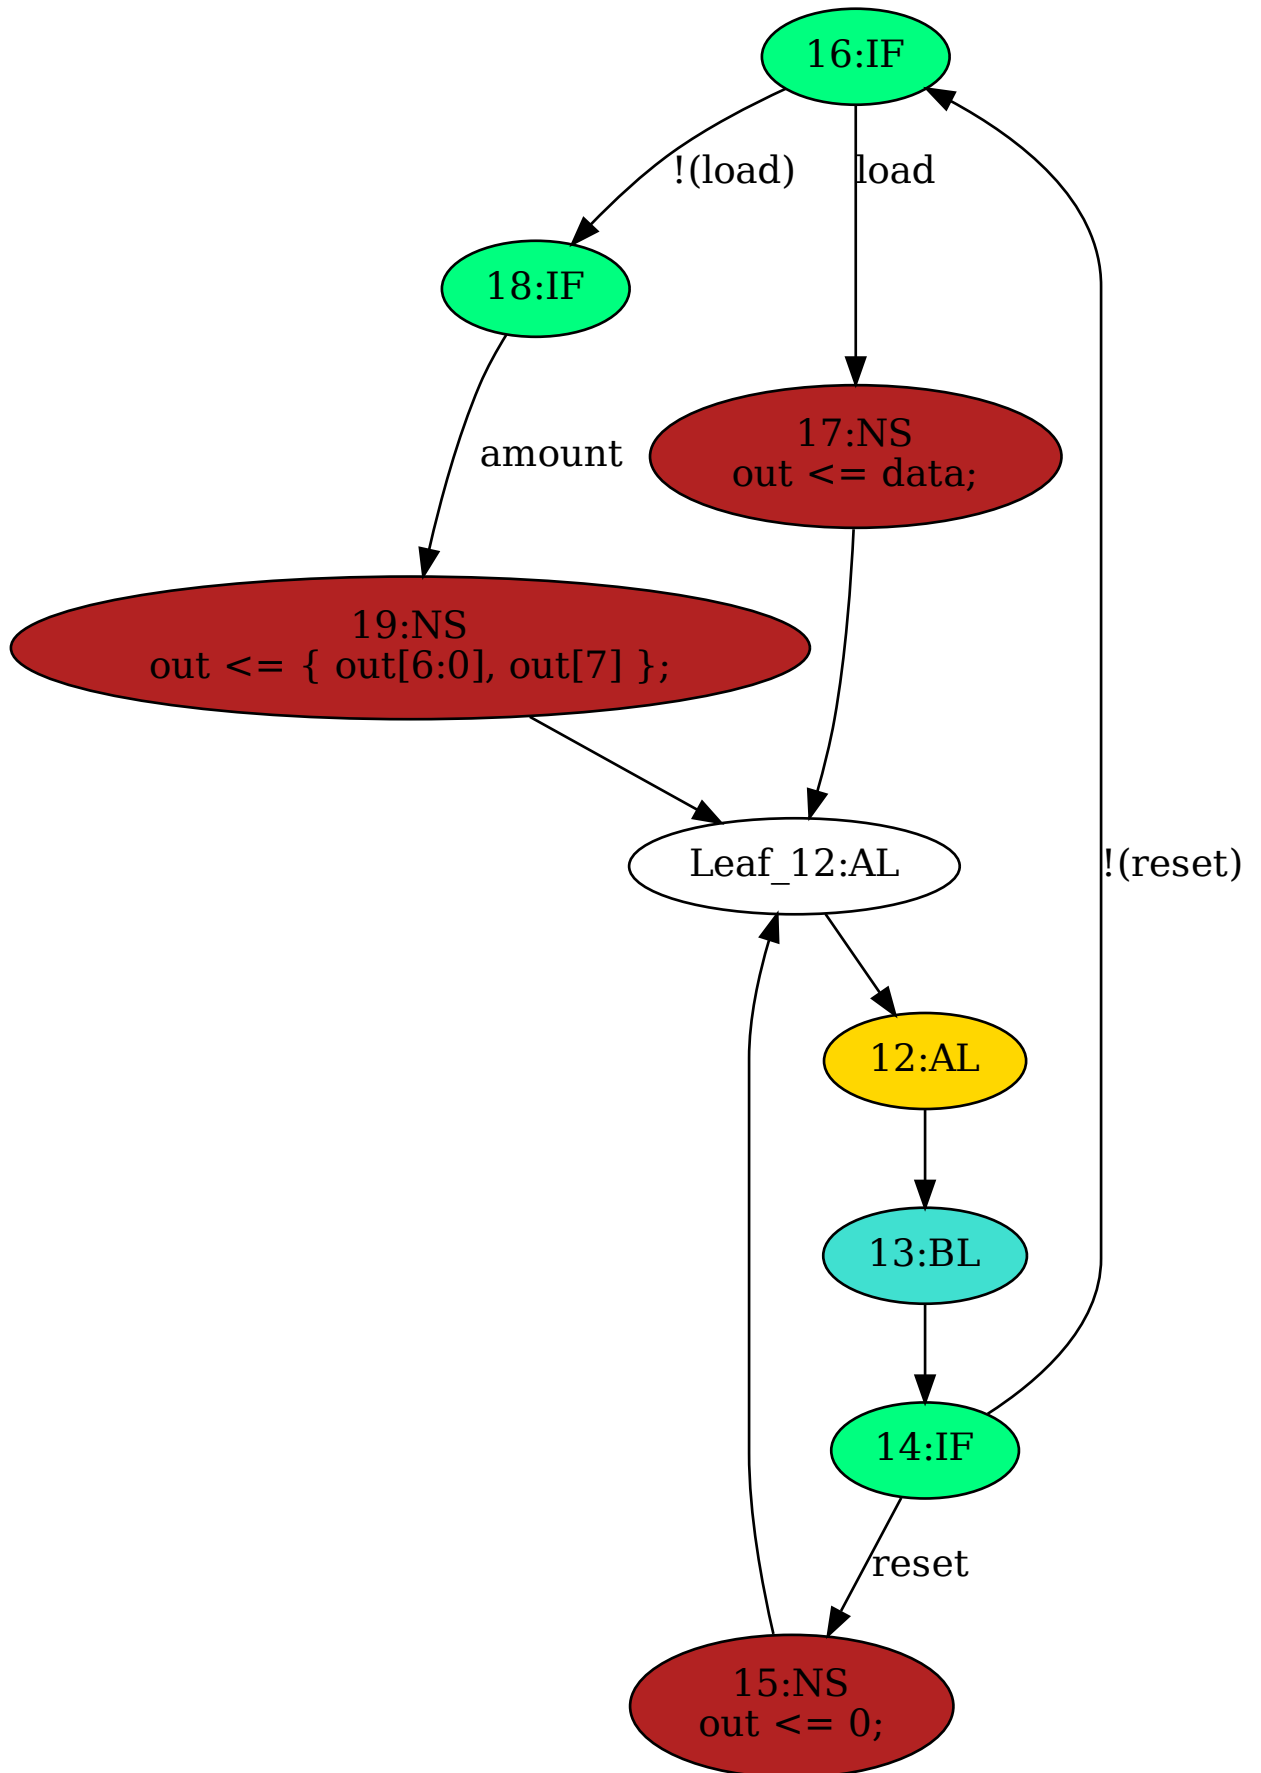 16:IF
!(load)
load
18:IF
17:NS
out <= data;
amount
19:NS
out <= { out[6:0], out[7] };
Leaf_12:AL
!(reset)
12:AL
13:BL
14:IF
reset
15:NS
out <= 0;